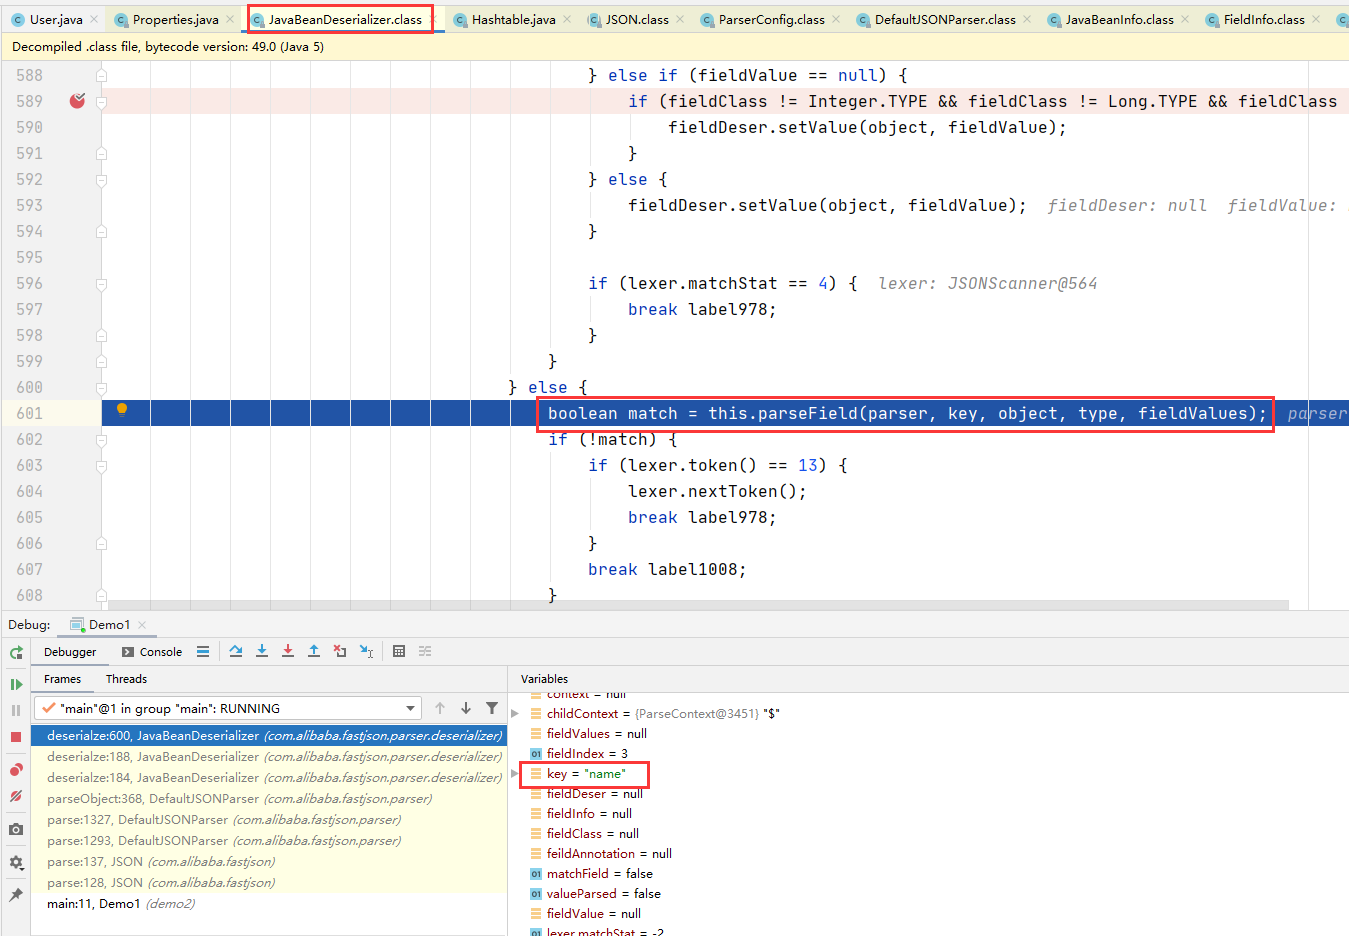 User.java
Properties.java
JavaBeanDeserializer.class
Hashtable.java
JSON.class
ParserConfig.class
DefaultJSONParser.class
JavaBeanInfo.class
FieldInfo.class
Decompiled .class file, bytecode version: 49.0 (Java 5)
588 } else if (fieldValue == null) {
589 if (fieldClass != Integer.TYPE && fieldClass != Long.TYPE && fieldClass
590 fieldDeser.setValue(object, fieldValue);
591 }
592 } else {
593 fieldDeser.setValue(object, fieldValue); fieldDeser: null fieldValue:
594 }
595
596 if (lexer.matchStat == 4) { lexer: JSONScanner@564
597 break label978;
598 }
599 }
600 } else {
601 boolean match = this.parseField(parser, key, object, type, fieldValues); parser
602 if (!match) {
603 if (lexer.token() == 13) {
604 lexer.nextToken();
605 break label978;
606 }
607 break label1008;
608 }
Debug: Demo1
Debugger Console
Frames Threads
"main"@1 in group "main": RUNNING
deserialze:600, JavaBeanDeserializer (com.alibaba.fastjson.parser.deserializer)
deserialze:188, JavaBeanDeserializer (com.alibaba.fastjson.parser.deserializer)
deserialze:184, JavaBeanDeserializer (com.alibaba.fastjson.parser.deserializer)
parseObject:368, DefaultJSONParser (com.alibaba.fastjson.parser)
parse:1327, DefaultJSONParser (com.alibaba.fastjson.parser)
parse:1293, DefaultJSONParser (com.alibaba.fastjson.parser)
parse:137, JSON (com.alibaba.fastjson)
parse:128, JSON (com.alibaba.fastjson)
main:11, Demo1 (demo2)
Variables
context = null
childContext = {ParseContext@3451} "$"
fieldValues = null
fieldIndex = 3
key = "name"
fieldDeser = null
fieldInfo = null
fieldClass = null
feildAnnotation = null
matchField = false
valueParsed = false
fieldValue = null
lexer.matchStat = -2